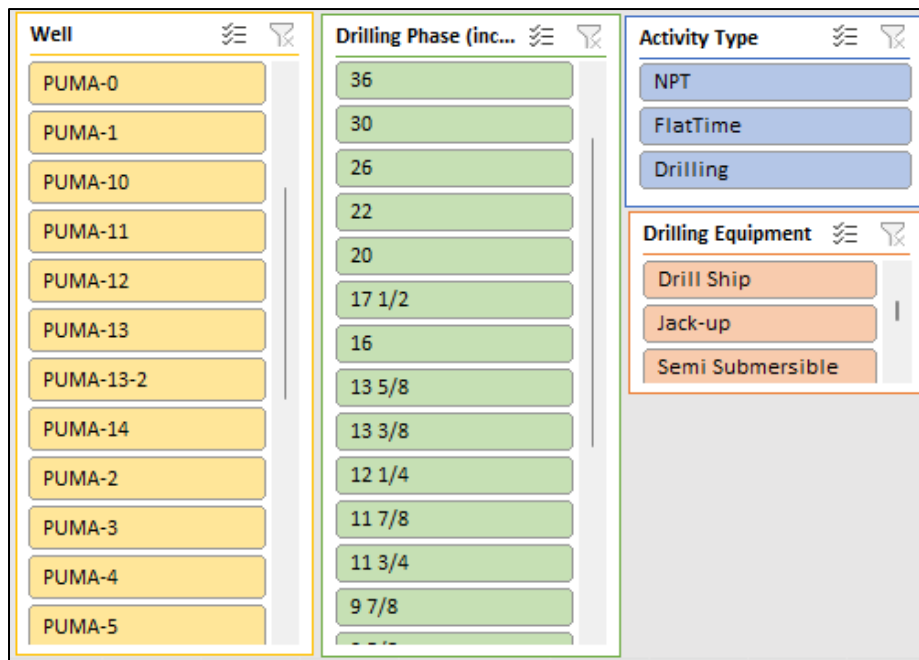 Well
PUMA-0
PUMA-1
PUMA-10
PUMA-11
PUMA-12
PUMA-13
PUMA-13-2
PUMA-14
PUMA-2
PUMA-3
PUMA-4
PUMA-5
Drilling Phase (inc...
36
30
26
22
20
17 1/2
16
13 5/8
13 3/8
12 1/4
11 7/8
11 3/4
9 7/8
Activity Type
NPT
FlatTime
Drilling
Drilling Equipment
Drill Ship
Jack-up
Semi Submersible